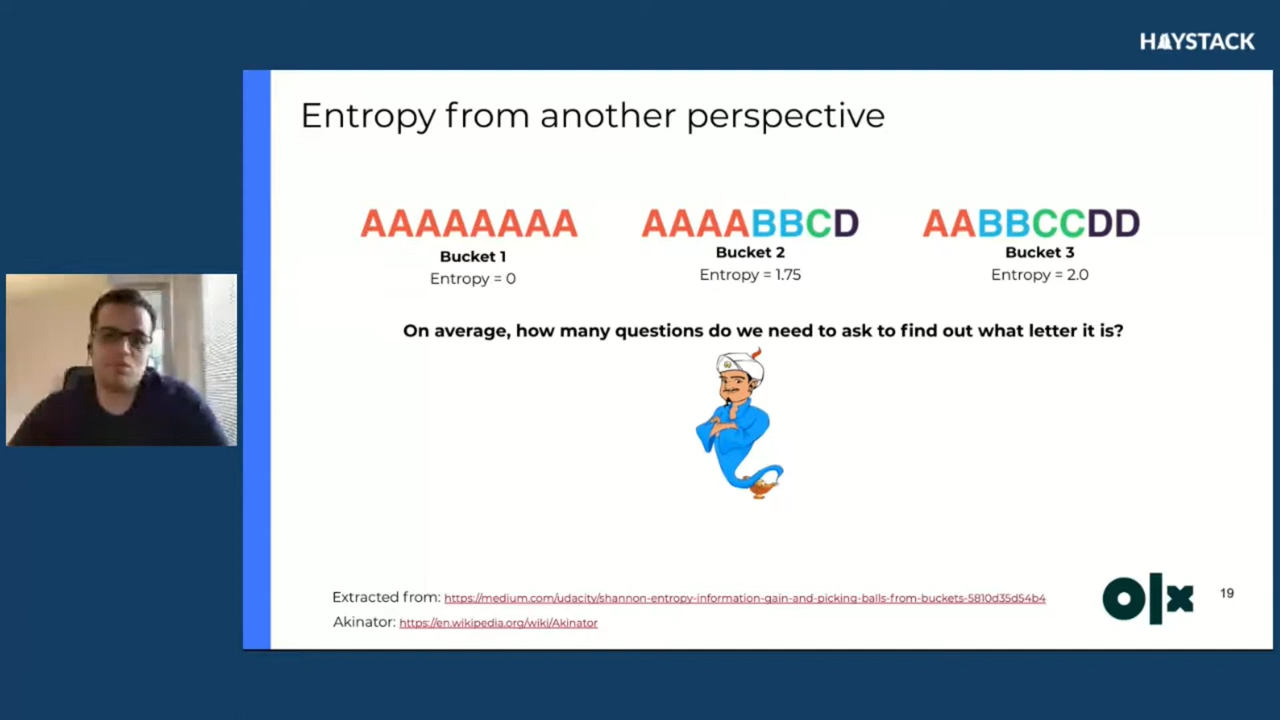 HAYSTACK
Entropy from another perspective
AAAAAAAA AAAABBCD AABBCCDD
Bucket 1 Bucket 2 Bucket 3
Entropy = 0 Entropy = 1.75 Entropy = 2.0
On average, how many questions do we need to ask to find out what letter it is?
Extracted from: https://medium.com/udacity/shannon-entropy-information-gain-and-picking-balls-from-buckets-5810d35d54b4
Akinator: https://en.wikipedia.org/wiki/Akinator
olx
19